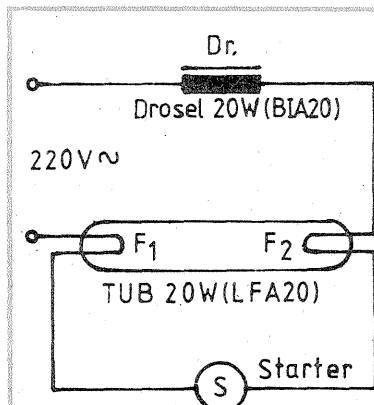 Dr.
Drosel 20W (BIA20)
220V~
F1 F2
TUB 20W (LFA20)
S Starter